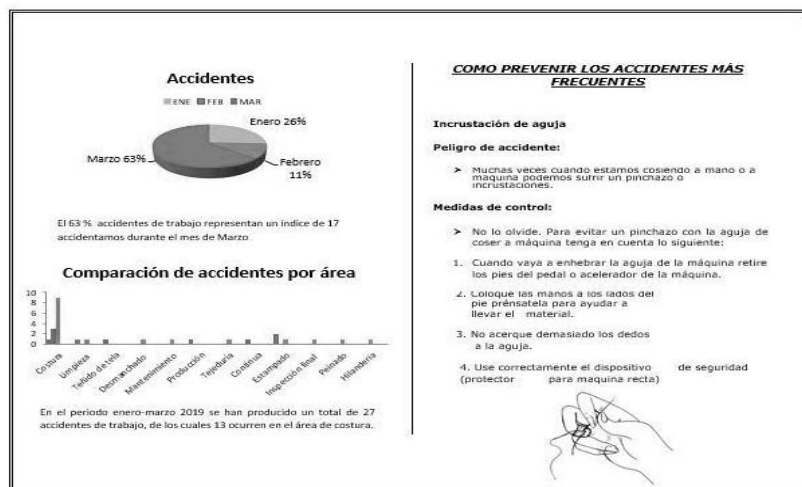 Accidentes
ENE FEB MAR
Enero 26%
Marzo 63%
Febrero
11%
El 63 % accidentes de trabajo representan un índice de 17
accidentamos durante el mes de Marzo
Comparación de accidentes por área
10
8
6
4
2
0
Costura
Limpieza
Teñido de tela
Desmanchado
Mantenimiento
Producción
Tejeduría
Continua
Estampado
Inspección final
Peinado
Hilandería
En el periodo enero-marzo 2019 se han producido un total de 27
accidentes de trabajo, de los cuales 13 ocurren en el área de costura.
COMO PREVENIR LOS ACCIDENTES MÁS
FRECUENTES
Incrustación de aguja
Peligro de accidente:
➤ Muchas veces cuando estamos cosiendo a mano o a
maquina podemos sufrir un pinchazo o
incrustaciones.
Medidas de control:
➤ No lo olvide. Para evitar un pinchazo con la aguja de
coser a máquina tenga en cuenta lo siguiente:
1. Cuando vaya a enhebrar la aguja de la máquina retire
los pies del pedal o acelerador de la máquina.
2. Coloque las manos a los lados del
pie prénsatela para ayudar a
llevar el material.
3. No acerque demasiado los dedos
a la aguja.
4. Use correctamente el dispositivo de seguridad
(protector para maquina recta)